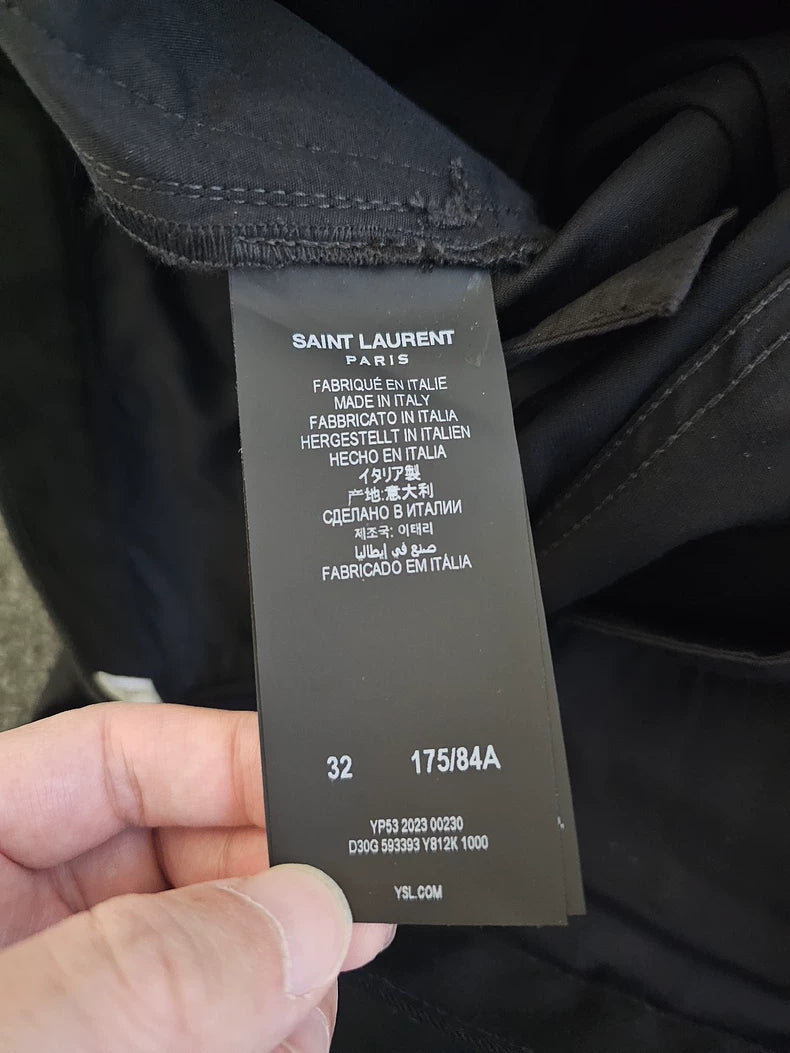 SAINT LAURENT
PARIS
FABRIQUÉ EN ITALIE
MADE IN ITALY
FABBRICATO IN ITALIA
HERGESTELLT IN ITALIEN
HECHO EN ITALIA
イタリア製
产地:意大利
СДЕЛАНО В ИТАЛИИ
제조국: 이태리
صنع في إيطاليا
FABRICADO EM ITÁLIA
32 175/84A
YP53 2023 00230
D30G 593393 Y812K 1000
YSL.COM